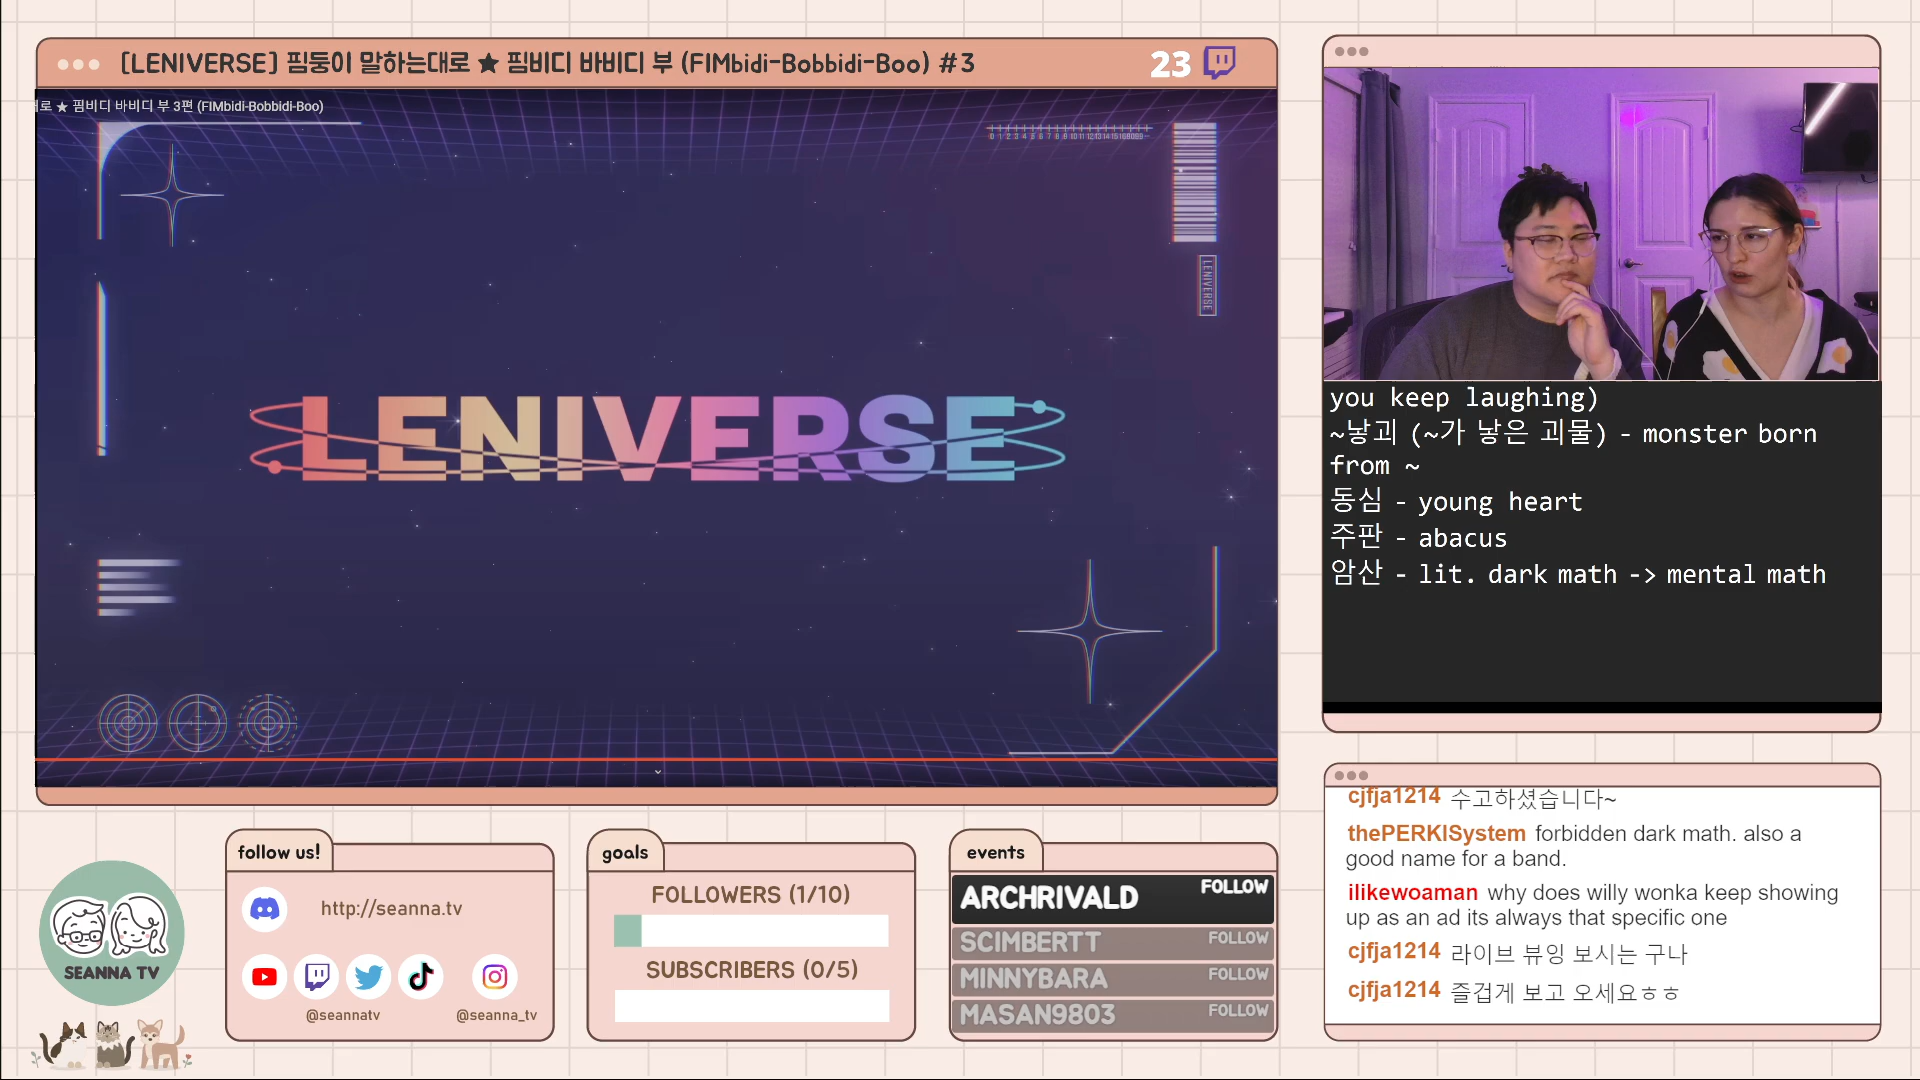 [LENIVERSE] 핌둥이 말하는대로 ★ 핌비디 바비디 부 (FIMbidi-Bobbidi-Boo) #3
23
로 ★ 핌비디 바비디 부 3편 (FIMbidi-Bobbidi-Boo)
LENIVERSE
LENIVERSE
you keep laughing)
~낳괴 (~가 낳은 괴물) - monster born
from ~
동심 - young heart
주판 - abacus
암산 - lit. dark math -> mental math
cjfja1214 수고하셨습니다~
thePERKISystem forbidden dark math. also a
good name for a band.
ilikewoaman why does willy wonka keep showing
up as an ad its always that specific one
cjfja1214 라이브 뷰잉 보시는 구나
cjfja1214 즐겁게 보고 오세요ㅎㅎ
SEANNA TV
follow us!
http://seanna.tv
@seannatv
@seanna_tv
goals
FOLLOWERS (1/10)
SUBSCRIBERS (0/5)
events
ARCHRIVALD FOLLOW
SCIMBERTT FOLLOW
MINNYBARA FOLLOW
MASAN9803 FOLLOW